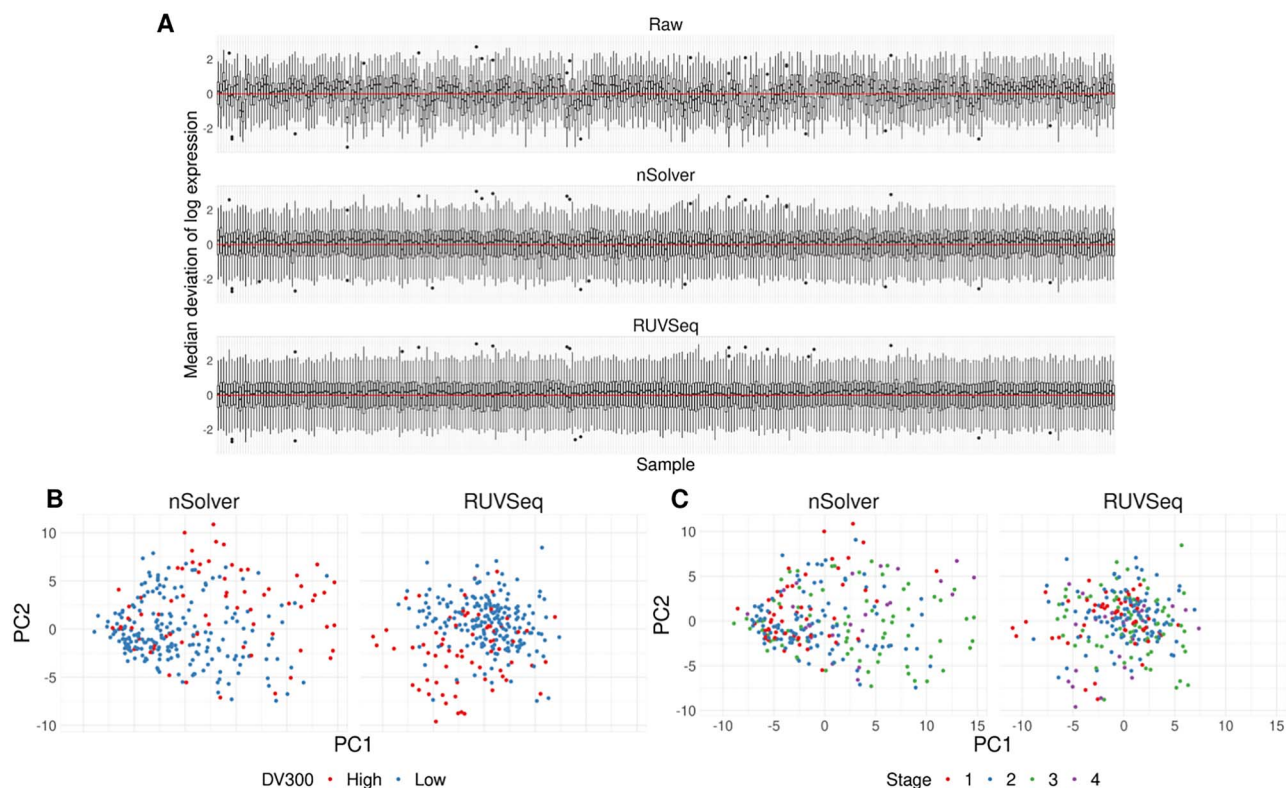 A
Raw
2
0
-2
nSolver
2
0
-2
RUVSeq
2
0
-2
Median deviation of log expression
Sample
B
nSolver
RUVSeq
10
5
0
-5
-10
PC2
PC1
DV300 High Low
C
nSolver
RUVSeq
10
5
0
-5
-10
PC2
-10 -5 0 5 10 15 -10 -5 0 5 10 15
PC1
Stage 1 2 3 4